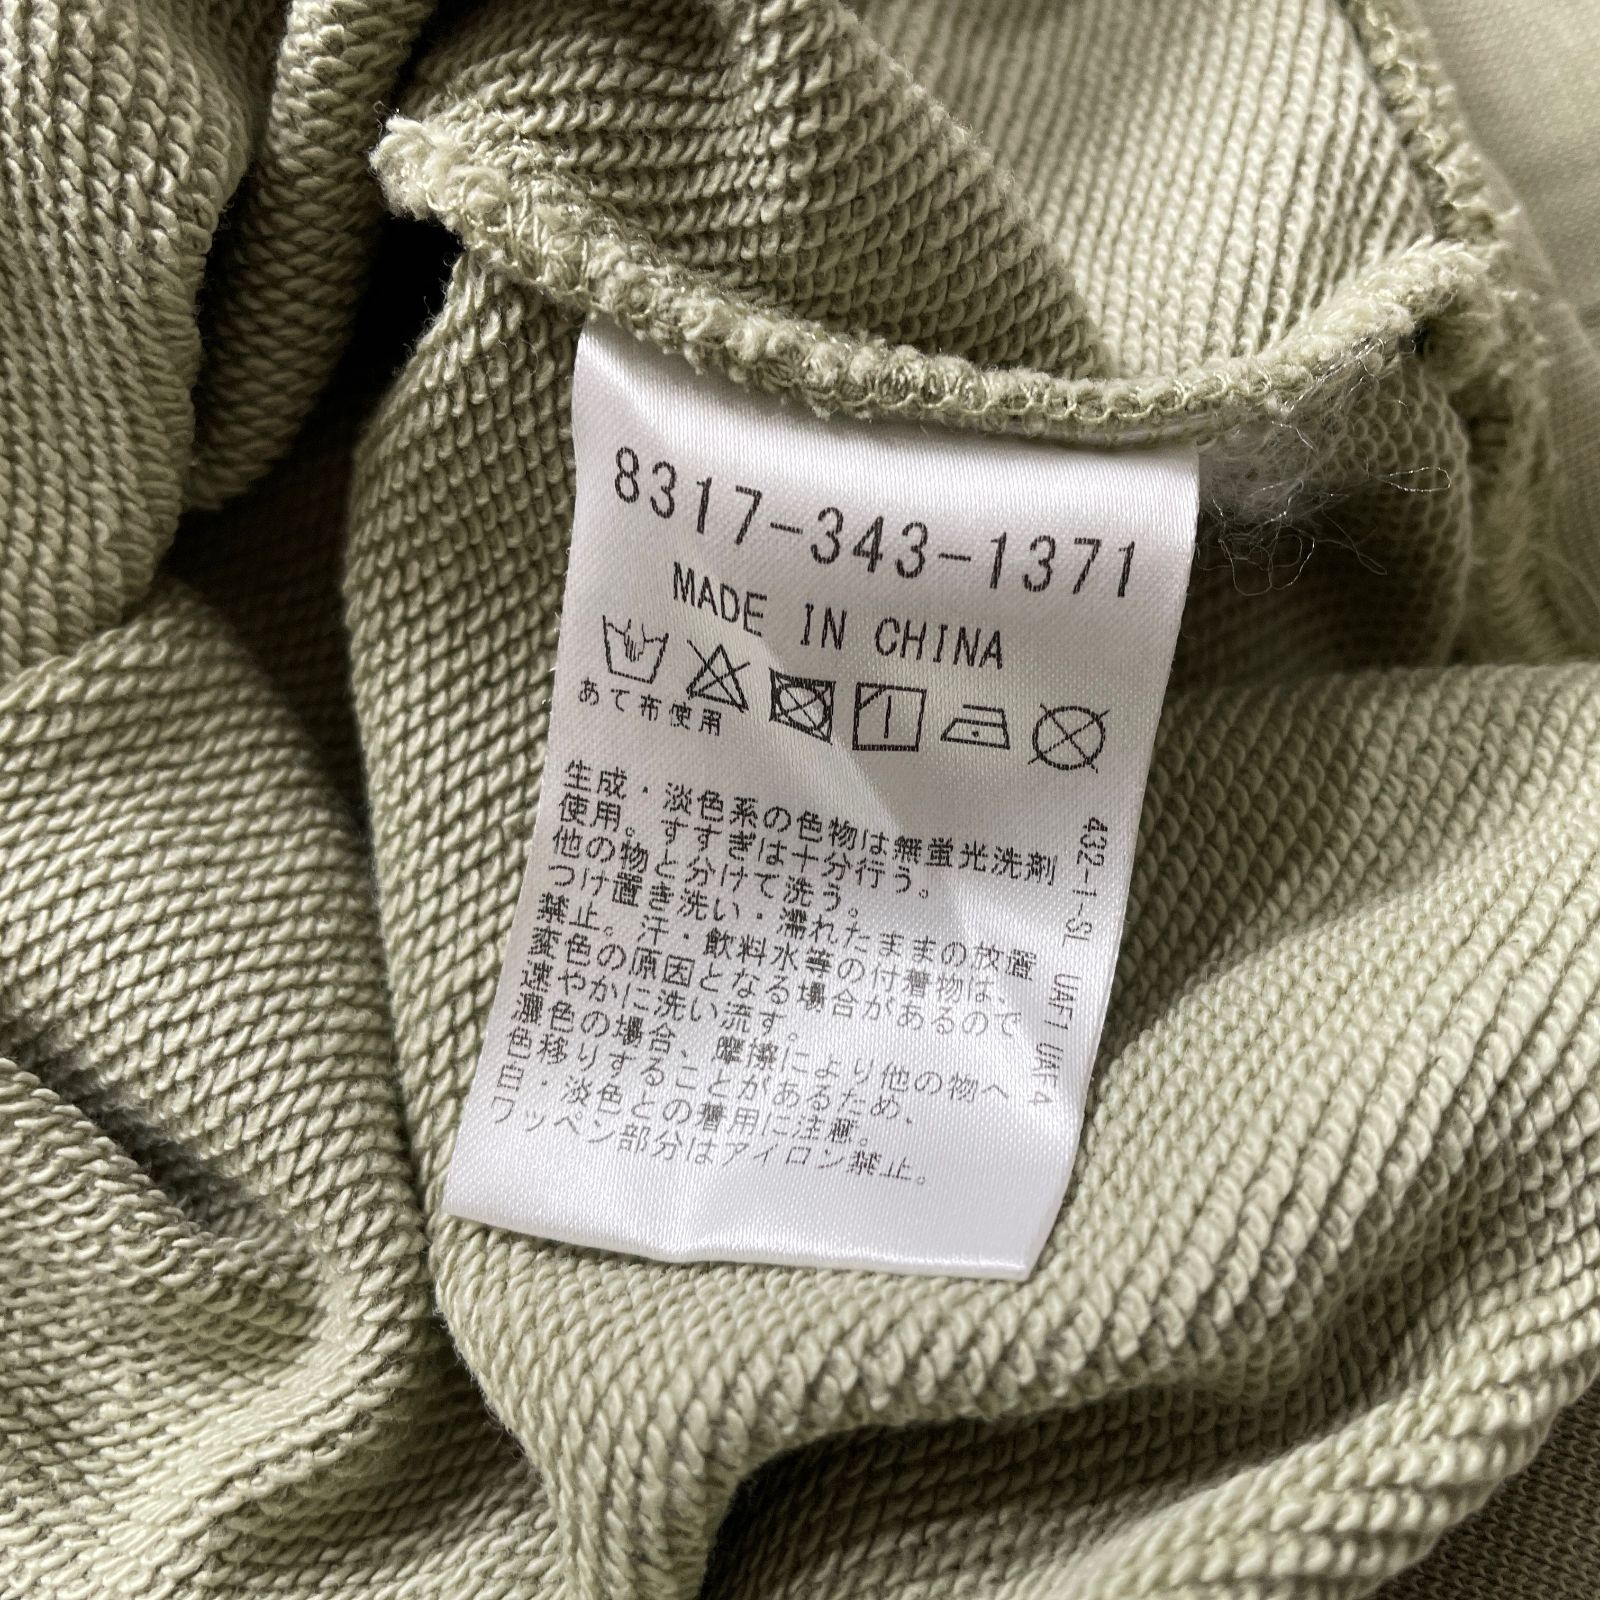 8317-343-1371
MADE IN CHINA
あて布使用
生成・淡色系の色物は無蛍光洗剤
使用。すすぎは十分行う。
他の物と分けて洗う。
つけ置き洗い・濡れたままの放置
禁止。汗・飲料水等の付着物は、
変色の原因となる場合があるので
速やかに洗い流す。
濃色の場合、摩擦により他の物へ
色移りすることがあるため、
白・淡色との着用に注意。
ワッペン部分はアイロン禁止。
432-1-SL UAF1 UAF4